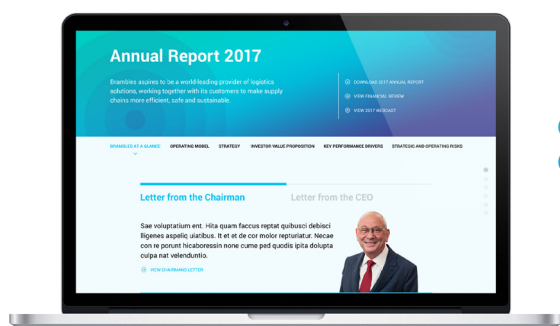 Annual Report 2017
Brambles aspires to be a world-leading provider of logistics
solutions, working together with its customers to make supply
chains more efficient, safe and sustainable.
DOWNLOAD 2017 ANNUAL REPORT
VIEW FINANCIAL REVIEW
VIEW 2017 WEBCAST
BRAMBLES AT A GLANCE OPERATING MODEL STRATEGY INVESTOR VALUE PROPOSITION KEY PERFORMANCE DRIVERS STRATEGIC AND OPERATING RISKS
Letter from the Chairman Letter from the CEO
Sae voluptatium ent. Hita quam faccus reptat quibusci debisci
lligenes aspeliq uiatibus. It et et de cor molor repturiatur. Necae
con re porunt hicaboressin none cume ped quodis ipita dolupta
culpa nat velenduntio.
VIEW CHAIRMANS LETTER